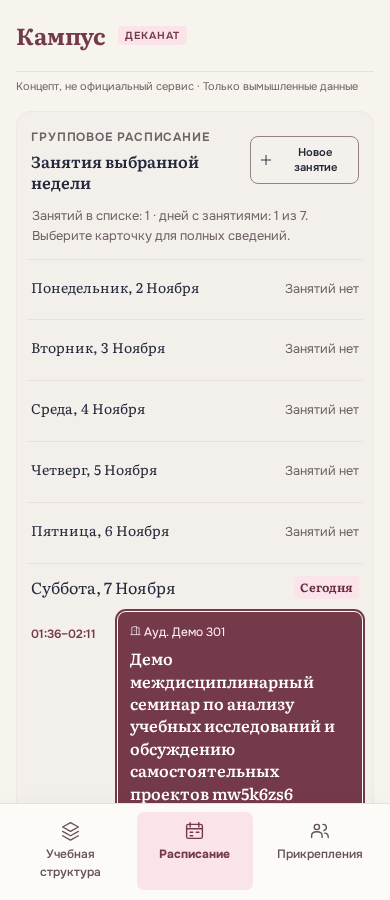 Кампус
ДЕКАНАТ
Концепт, не официальный сервис · Только вымышленные данные
ГРУППОВОЕ РАСПИСАНИЕ
Занятия выбранной
недели
Новое
занятие
Занятий в списке: 1 · дней с занятиями: 1 из 7.
Выберите карточку для полных сведений.
Понедельник, 2 Ноября
Занятий нет
Вторник, 3 Ноября
Занятий нет
Среда, 4 Ноября
Занятий нет
Четверг, 5 Ноября
Занятий нет
Пятница, 6 Ноября
Занятий нет
Суббота, 7 Ноября
Сегодня
01:36–02:11
Ауд. Демо 301
Демо
междисциплинарный
семинар по анализу
учебных исследований и
обсуждению
самостоятельных
проектов mw5k6zs6
Учебная
структура
Расписание
Прикрепления